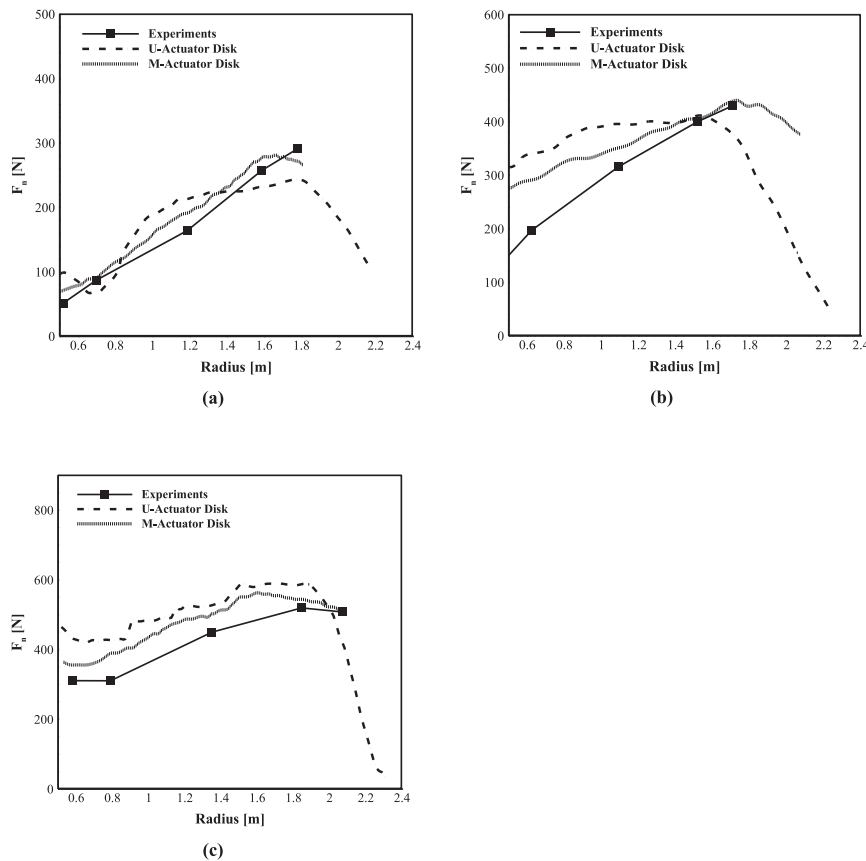 500
400
300
200
100
0
F_n [N]
Experiments
U-Actuator Disk
M-Actuator Disk
0.6 0.8 1 1.2 1.4 1.6 1.8 2 2.2 2.4
Radius [m]
(a)
600
500
400
300
200
100
0
F_n [N]
Experiments
U-Actuator Disk
M-Actuator Disk
0.6 0.8 1 1.2 1.4 1.6 1.8 2 2.2 2.4
Radius [m]
(b)
800
600
400
200
0
F_n [N]
Experiments
U-Actuator Disk
M-Actuator Disk
0.6 0.8 1 1.2 1.4 1.6 1.8 2 2.2 2.4
Radius [m]
(c)